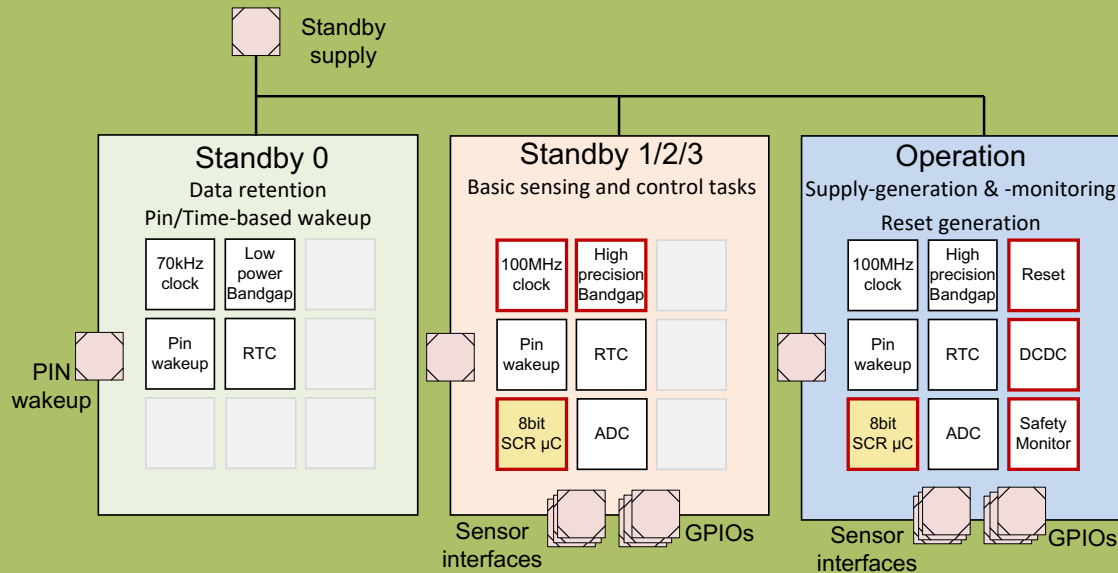 Standby
supply
Standby 0
Data retention
Pin/Time-based wakeup
70kHz
clock
Low
power
Bandgap
Pin
wakeup
RTC
PIN
wakeup
Standby 1/2/3
Basic sensing and control tasks
100MHz
clock
High
precision
Bandgap
Pin
wakeup
RTC
8bit
SCR µC
ADC
Sensor
interfaces
GPIOs
Operation
Supply-generation & -monitoring
Reset generation
100MHz
clock
High
precision
Bandgap
Reset
Pin
wakeup
RTC
DCDC
8bit
SCR µC
ADC
Safety
Monitor
Sensor
interfaces
GPIOs